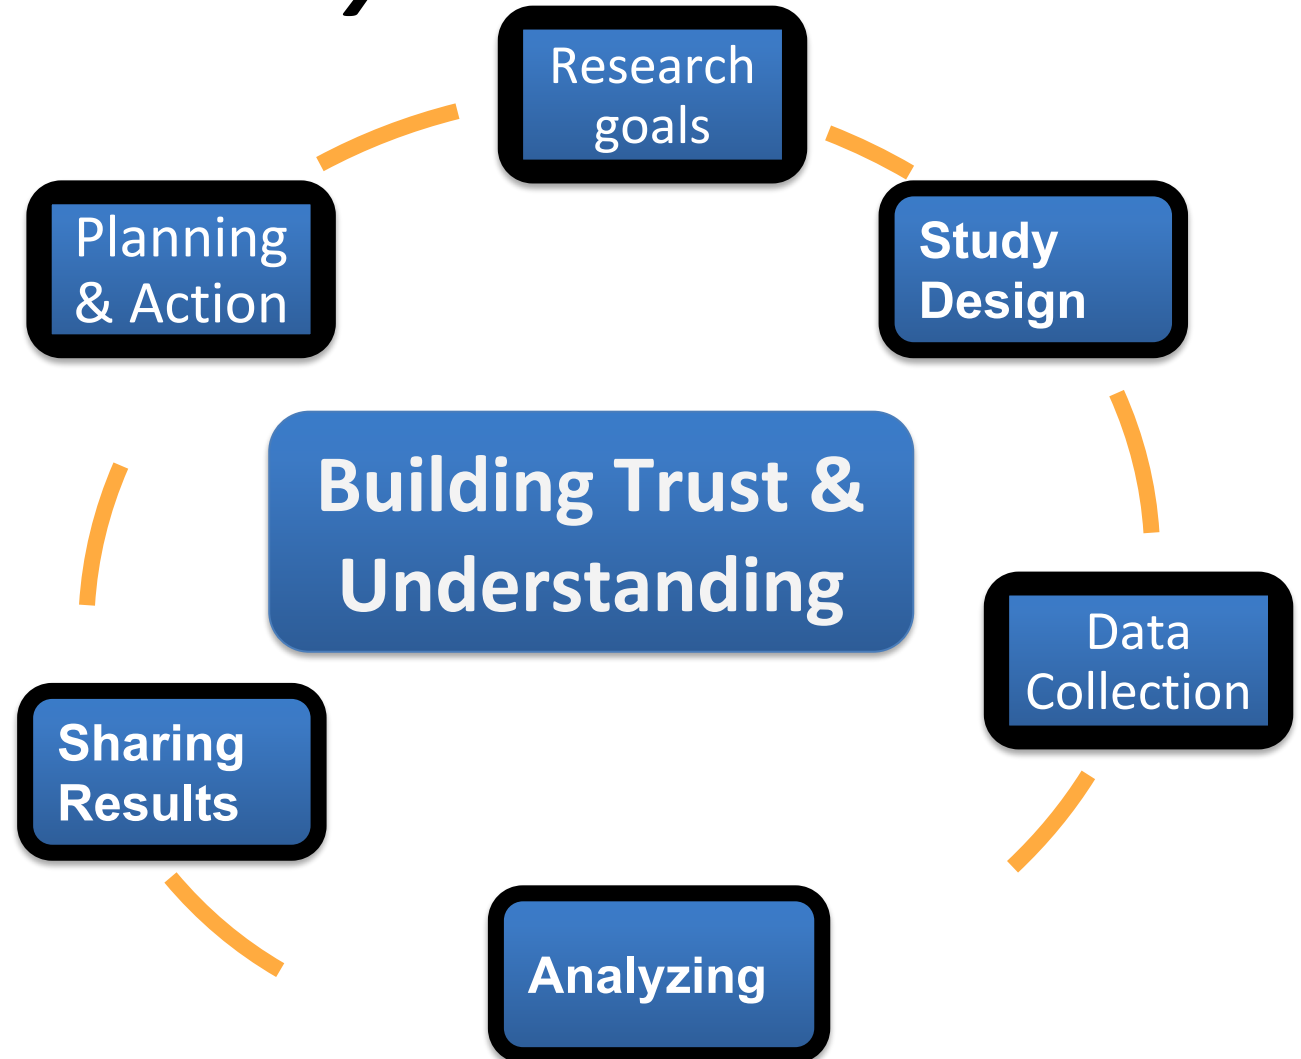 Research
goals
Study
Design
Data
Collection
Analyzing
Sharing
Results
Planning
& Action
Building Trust &
Understanding